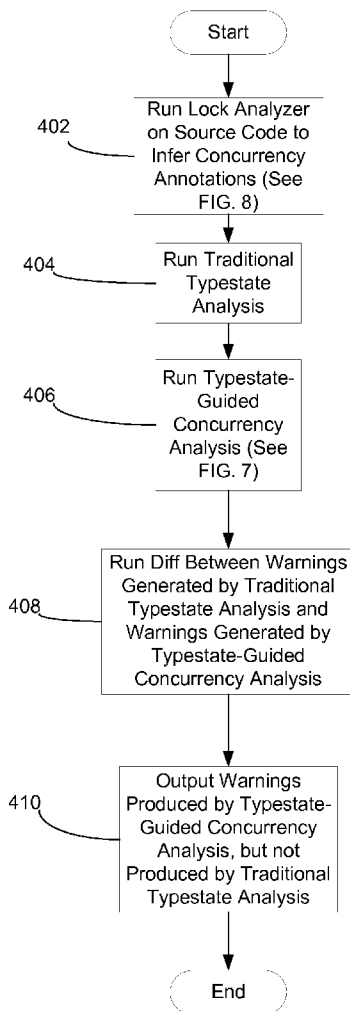 Start
402
Run Lock Analyzer
on Source Code to
Infer Concurrency
Annotations (See
FIG. 8)
404
Run Traditional
Typestate
Analysis
406
Run Typestate-
Guided
Concurrency
Analysis (See
FIG. 7)
408
Run Diff Between Warnings
Generated by Traditional
Typestate Analysis and
Warnings Generated by
Typestate-Guided
Concurrency Analysis
410
Output Warnings
Produced by Typestate-
Guided Concurrency
Analysis, but not
Produced by Traditional
Typestate Analysis
End